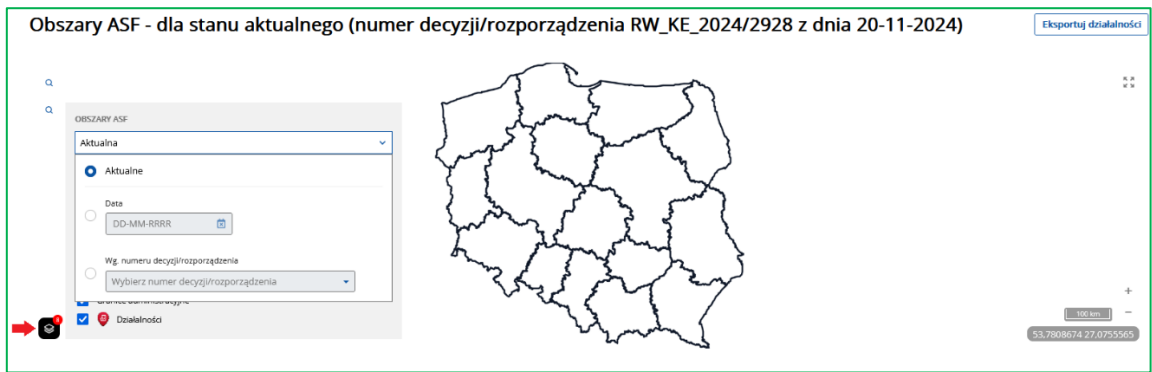 Obszary ASF - dla stanu aktualnego (numer decyzji/rozporządzenia RW_KE_2024/2928 z dnia 20-11-2024)
Eksportuj działalności
OBSZARY ASF
Aktualna
Aktualne
Data
DD-MM-RRRR
Wg. numeru decyzji/rozporządzenia
Wybierz numer decyzji/rozporządzenia
Granice administracyjne
Działalności
+
100 km
−
53.7808674 27.0755565